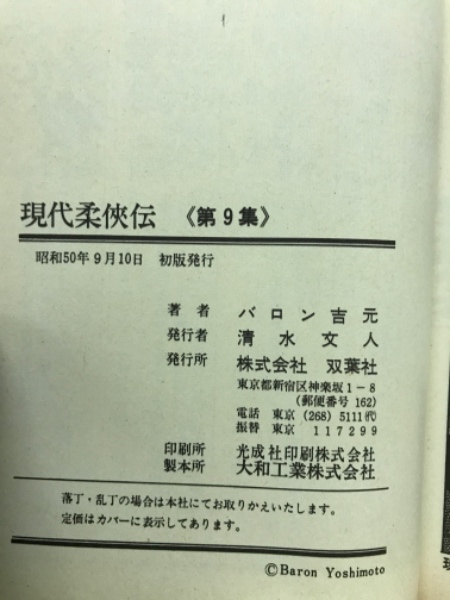 現代柔侠伝 《第9集》
昭和50年9月10日 初版発行
著者 バロン吉元
発行者 清水文人
発行所 株式会社 双葉社
東京都新宿区神楽坂1-8
(郵便番号 162)
電話 東京 (268) 5111㈹
振替 東京 117299
印刷所 光成社印刷株式会社
製本所 大和工業株式会社
落丁・乱丁の場合は本社にてお取りかえいたします。
定価はカバーに表示してあります。
©Baron Yoshimoto